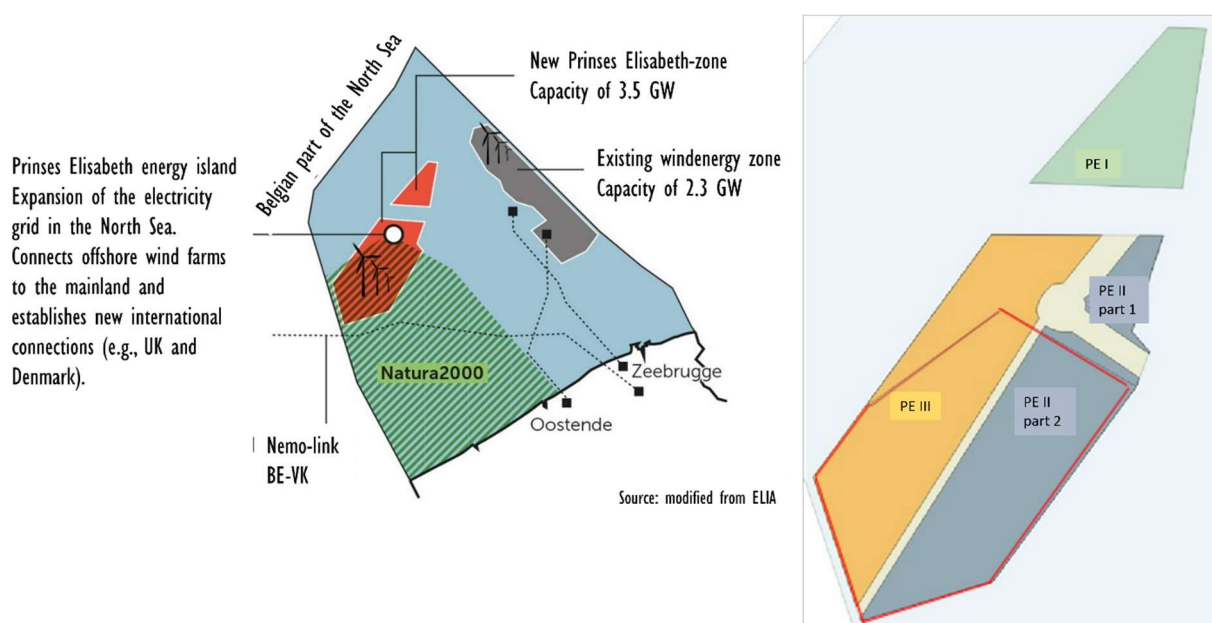 Prinses Elisabeth energy island
Expansion of the electricity
grid in the North Sea.
Connects offshore wind farms
to the mainland and
establishes new international
connections (e.g., UK and
Denmark).
Belgian part of the North Sea
New Prinses Elisabeth-zone
Capacity of 3.5 GW
Existing windenergy zone
Capacity of 2.3 GW
Natura2000
Zeebrugge
Oostende
Nemo-link
BE-VK
Source: modified from ELIA
PE I
PE II
part 1
PE III
PE II
part 2